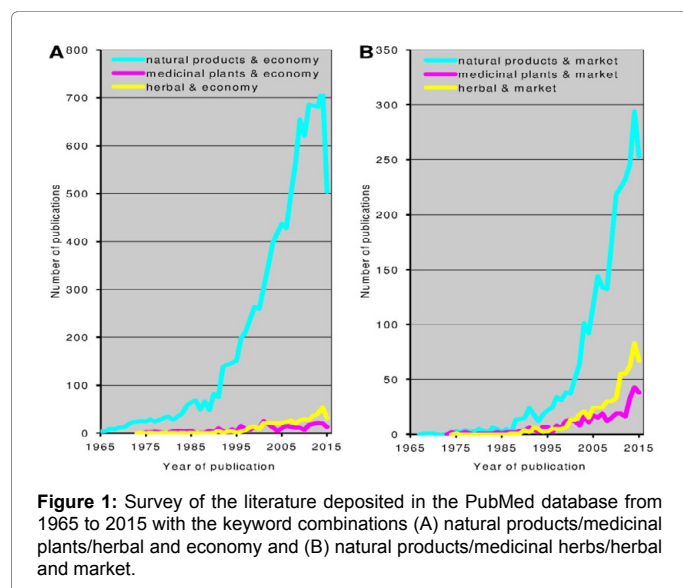 A
800
700
600
500
400
300
200
100
0
Number of publications
natural products & economy
medicinal plants & economy
herbal & economy
1965 1975 1985 1995 2005 2015
Year of publication
B
350
300
250
200
150
100
50
0
Number of publications
natural products & market
medicinal plants & market
herbal & market
1965 1975 1985 1995 2005 2015
Year of publication
Figure 1: Survey of the literature deposited in the PubMed database from
1965 to 2015 with the keyword combinations (A) natural products/medicinal
plants/herbal and economy and (B) natural products/medicinal herbs/herbal
and market.